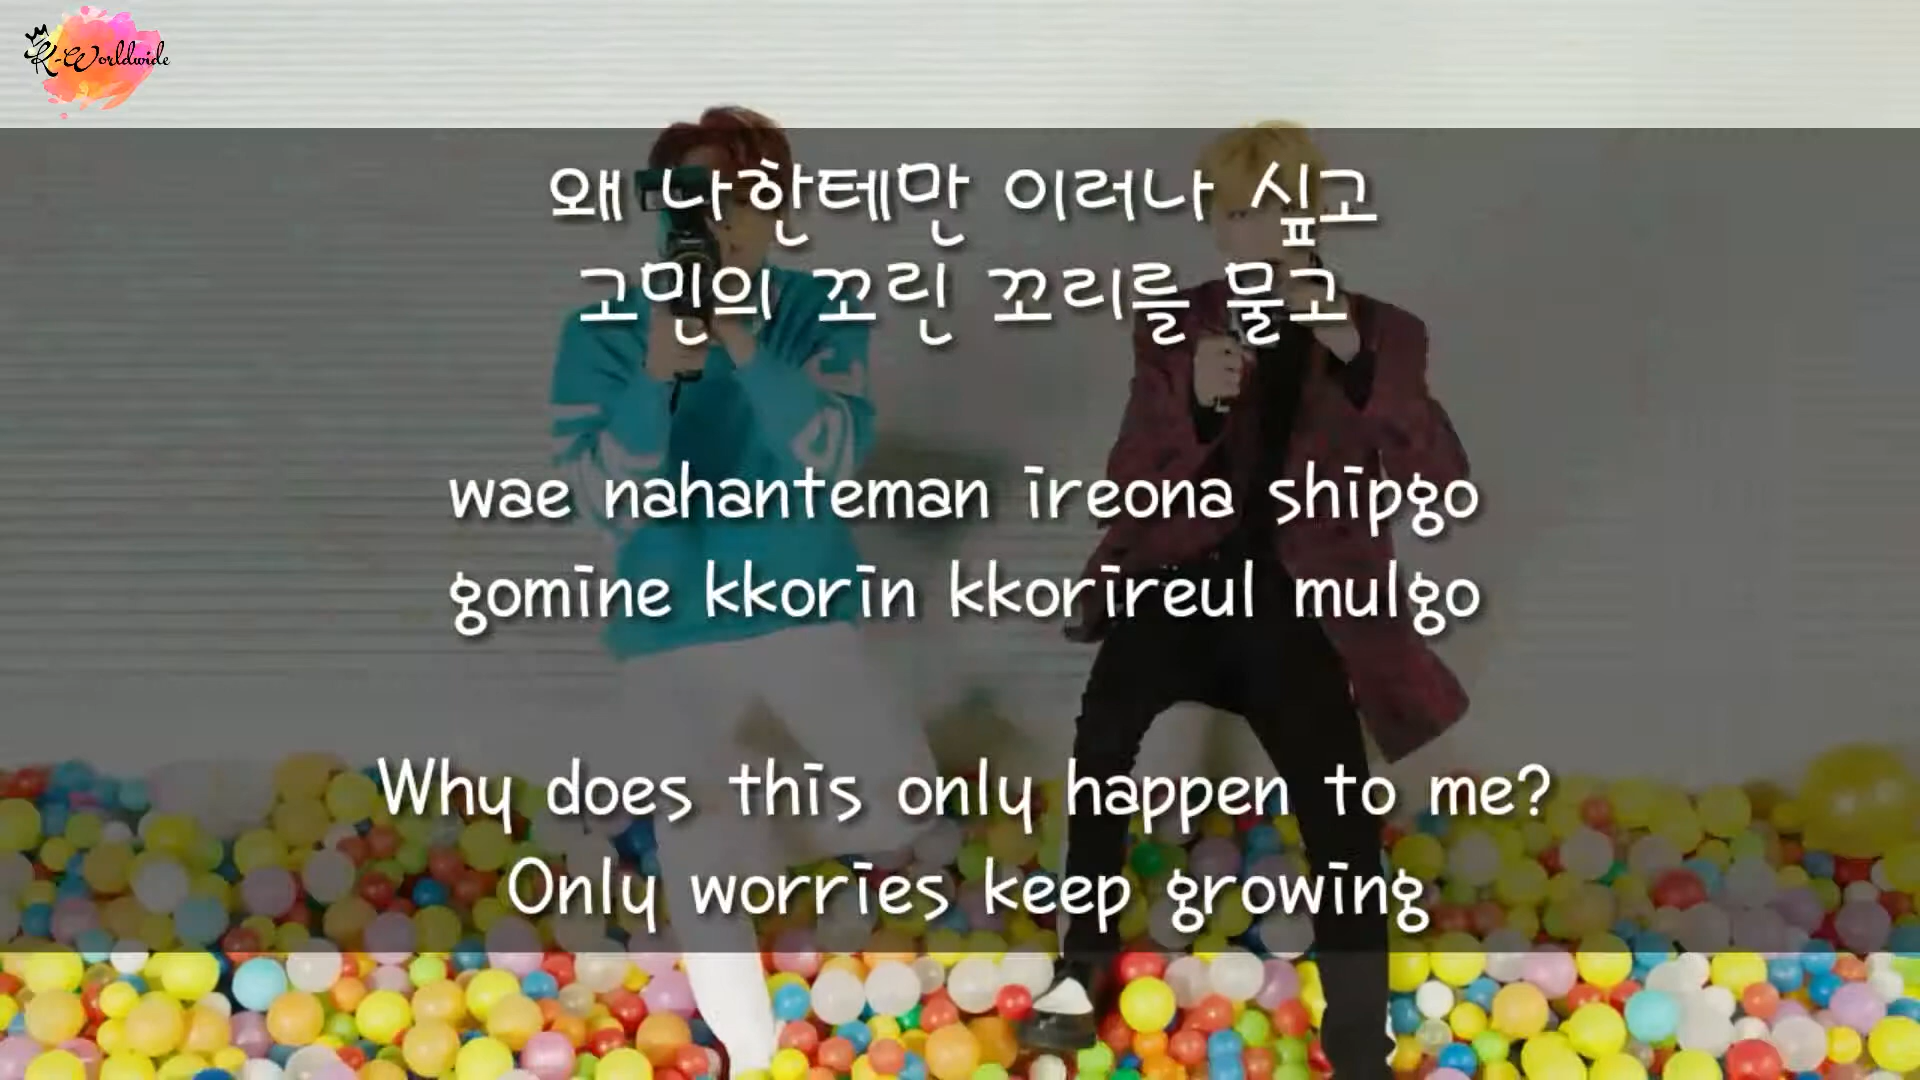 K-Worldwide
왜 나한테만 이러나 싶고
고민의 꼬린 꼬리를 물고
wae nahanteman ireona shipgo
gomine kkorin kkorireul mulgo
Why does this only happen to me?
Only worries keep growing